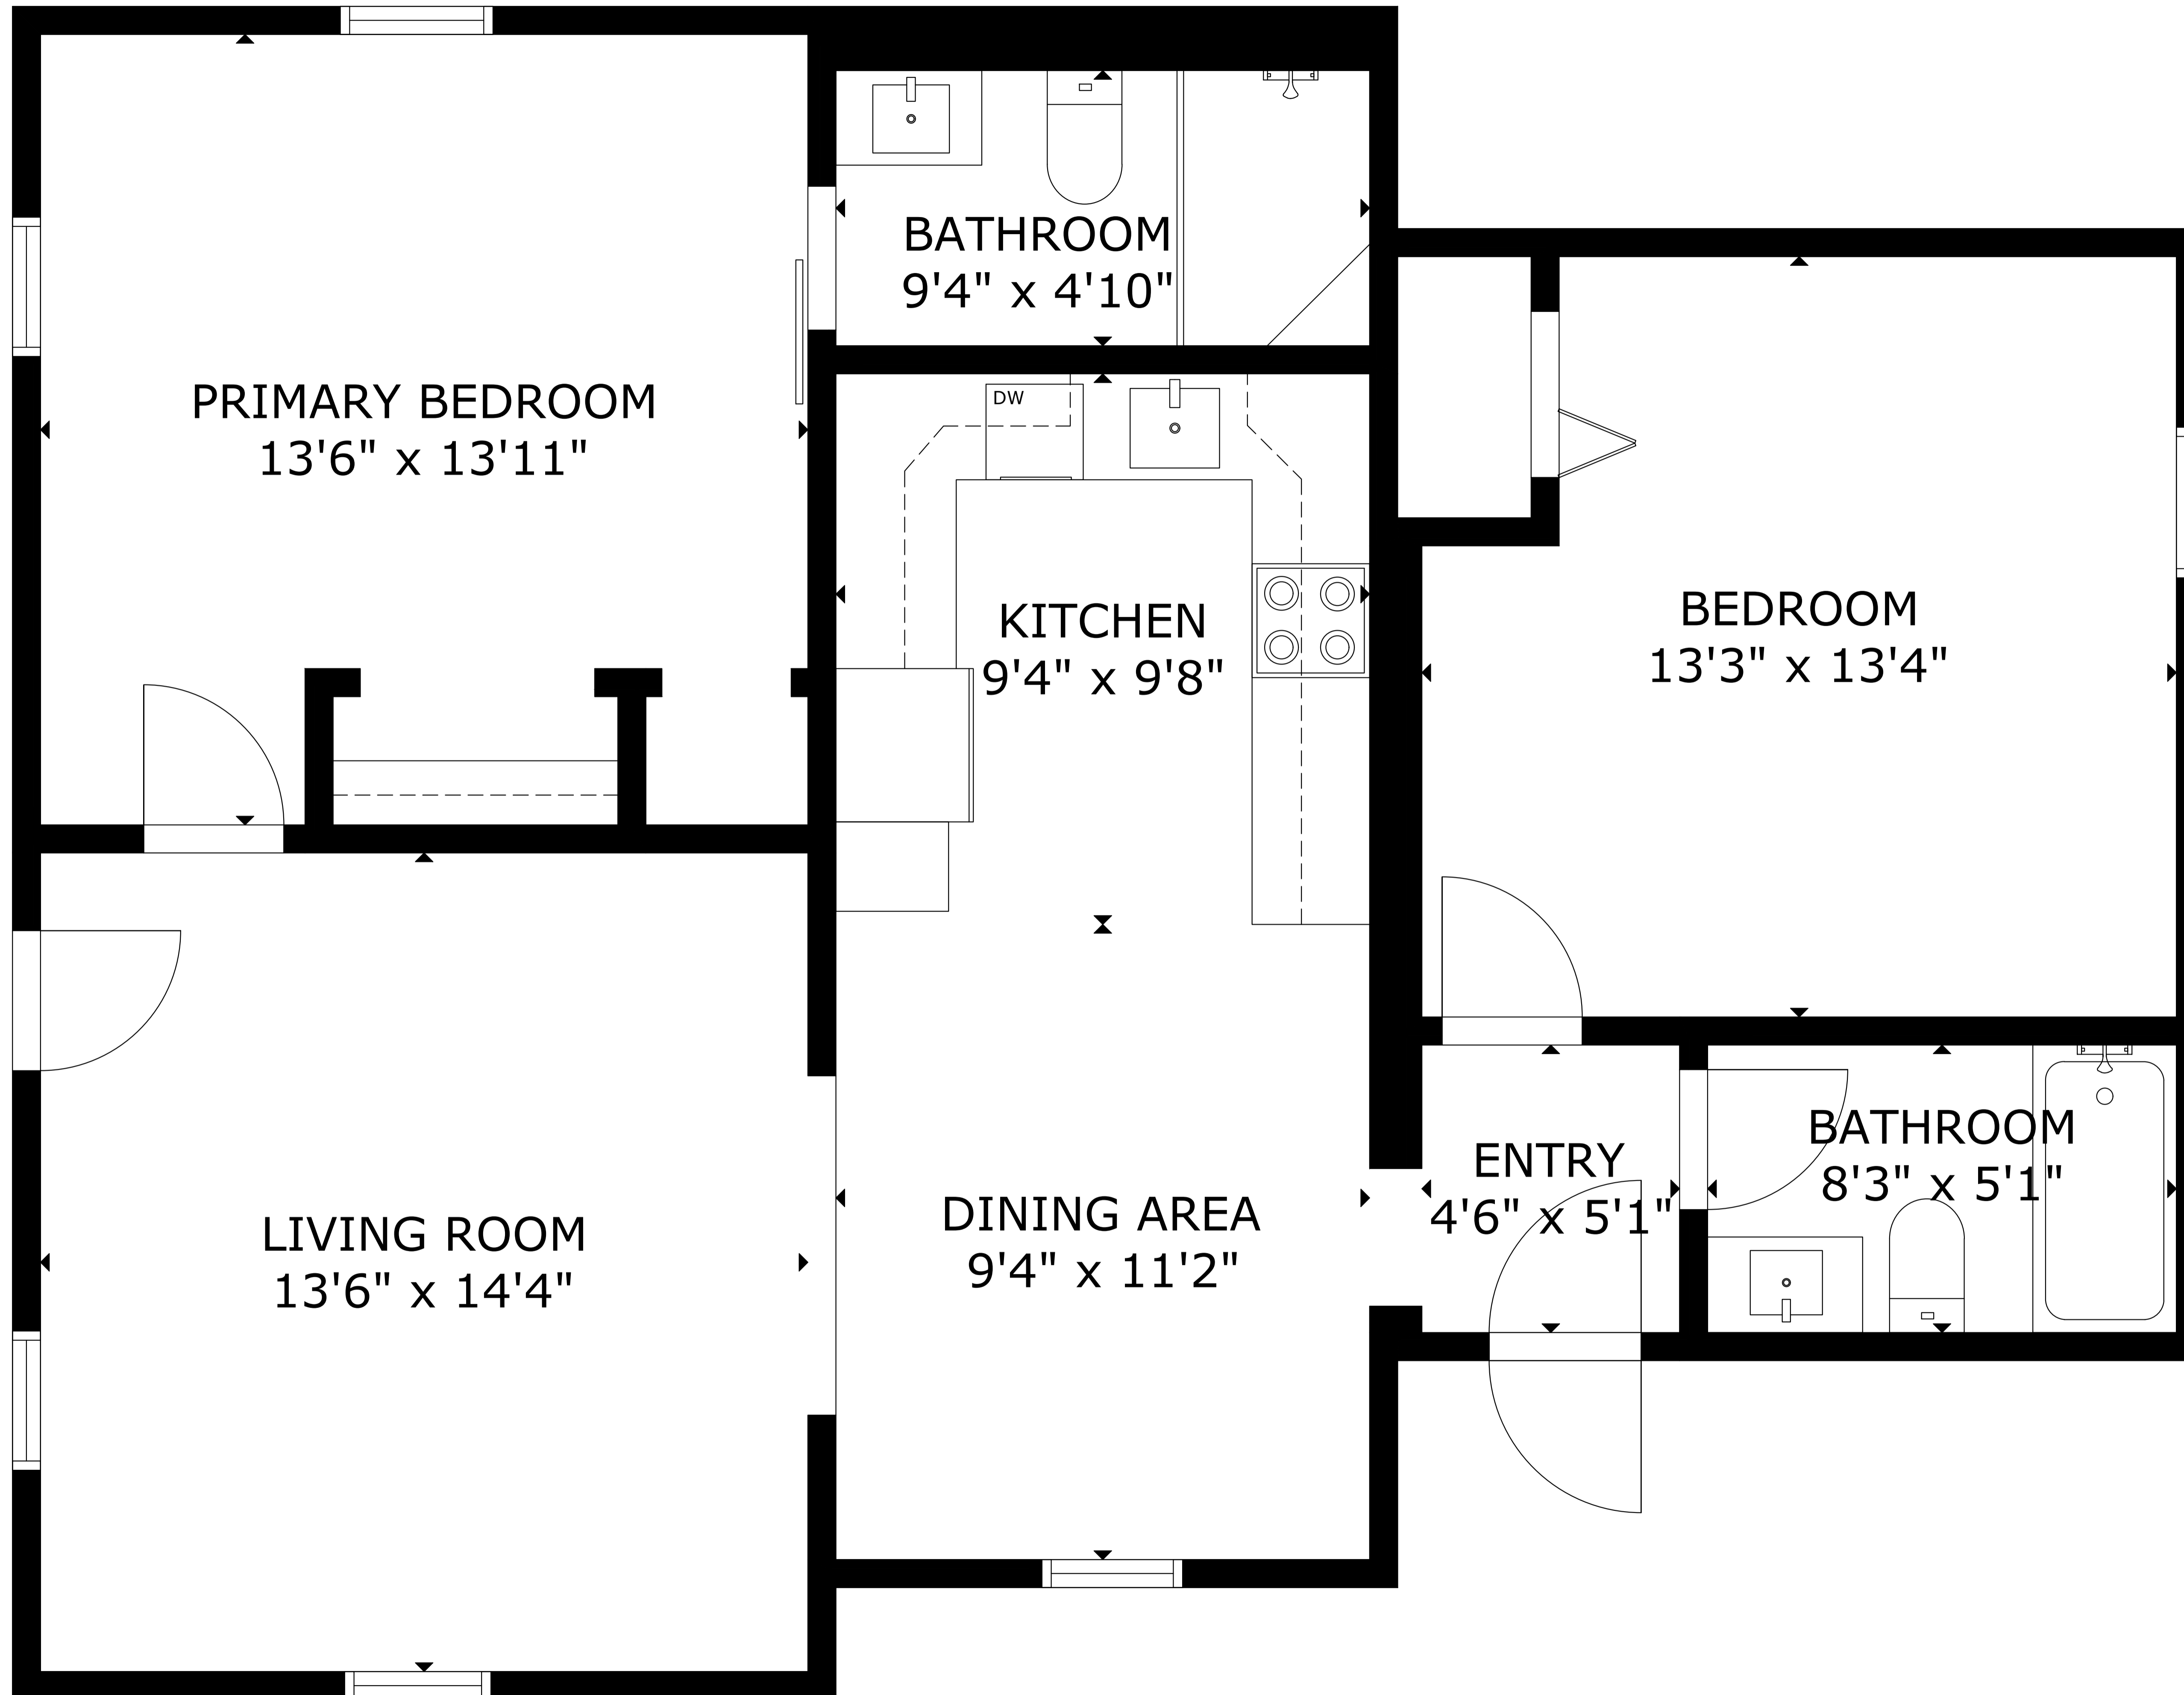 BATHROOM
9'4" x 4'10"
PRIMARY BEDROOM
13'6" x 13'11"
DW
KITCHEN
9'4" x 9'8"
BEDROOM
13'3" x 13'4"
BATHROOM
8'3" x 5'1"
ENTRY
4'6" x 5'1"
DINING AREA
9'4" x 11'2"
LIVING ROOM
13'6" x 14'4"